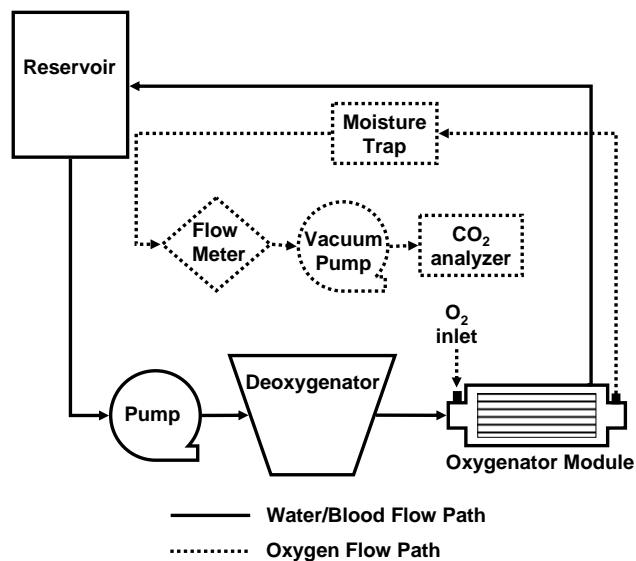 Reservoir
Moisture
Trap
Flow
Meter
Vacuum
Pump
CO₂
analyzer
O₂
inlet
Deoxygenator
Pump
Oxygenator Module
Water/Blood Flow Path
Oxygen Flow Path